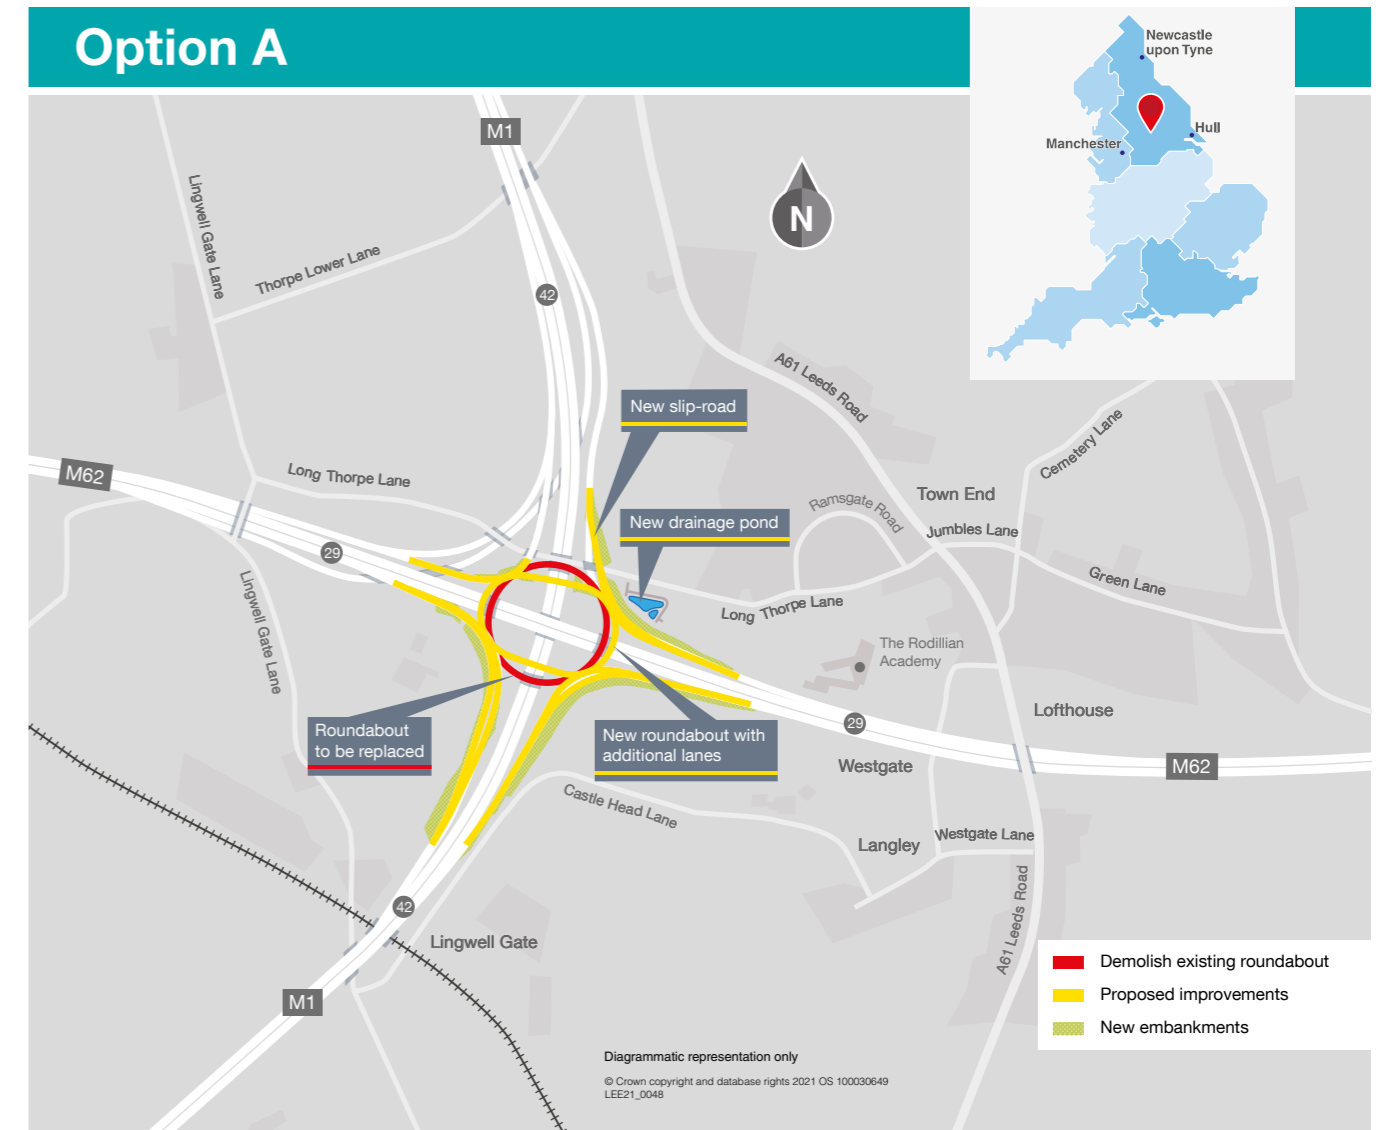 Option A
Newcastle
upon Tyne
Hull
Manchester
M1
N
Lingwell Gate Lane
Thorpe Lower Lane
42
A61 Leeds Road
New slip-road
Cemetery Lane
M62
Long Thorpe Lane
Town End
Ramsgate Road
New drainage pond
Jumbles Lane
29
Green Lane
Lingwell Gate Lane
Long Thorpe Lane
The Rodillian
Academy
Lofthouse
29
Roundabout
to be replaced
New roundabout with
additional lanes
Westgate
M62
Castle Head Lane
Langley
Westgate Lane
42
A61 Leeds Road
Lingwell Gate
M1
Demolish existing roundabout
Proposed improvements
New embankments
Diagrammatic representation only
© Crown copyright and database rights 2021 OS 100030649
LEE21_0048